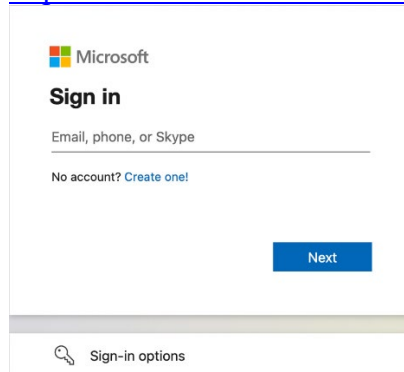 Microsoft
Sign in
Email, phone, or Skype
No account? Create one!
Next
Sign-in options